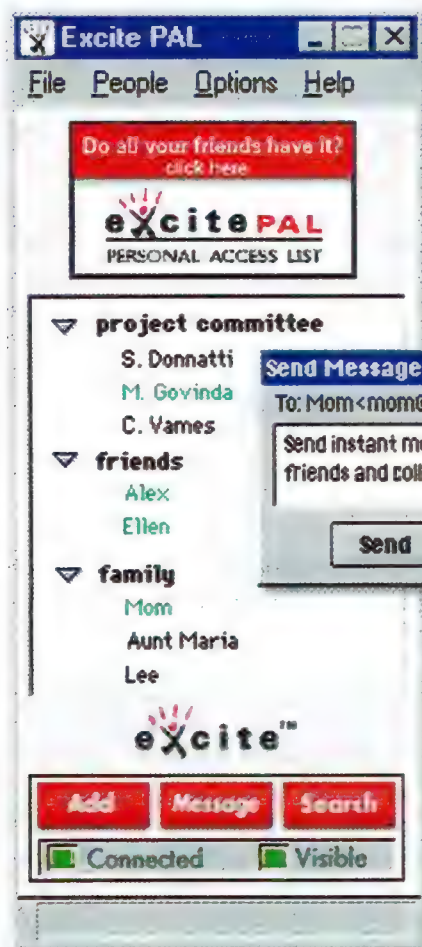 Excite PAL
File People Options Help
Do all your friends have it?
click here
excite PAL
PERSONAL ACCESS LIST
project committee
S. Donnatti
M. Govinda
C. Vames
friends
Alex
Ellen
family
Mom
Aunt Maria
Lee
Send Message
To: Mom<mom@
Send instant me
friends and coll
Send
excite™
Add Message Search
Connected Visible